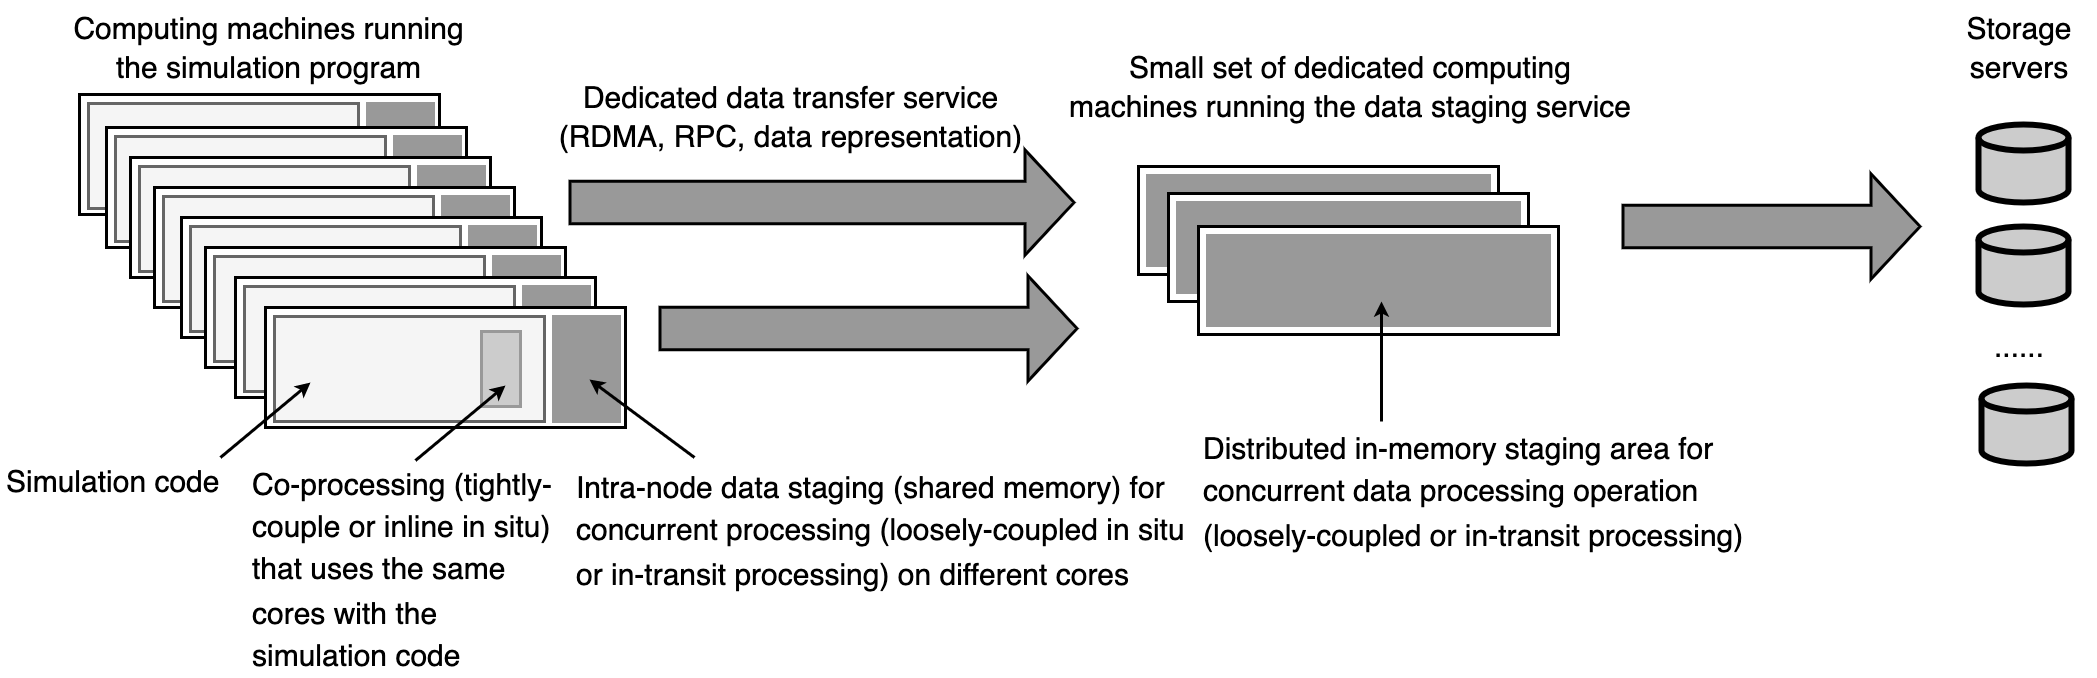 Computing machines running
the simulation program
Dedicated data transfer service
(RDMA, RPC, data representation)
Small set of dedicated computing
machines running the data staging service
Storage
servers
......
Simulation code
Co-processing (tightly-
couple or inline in situ)
that uses the same
cores with the
simulation code
Intra-node data staging (shared memory) for
concurrent processing (loosely-coupled in situ
or in-transit processing) on different cores
Distributed in-memory staging area for
concurrent data processing operation
(loosely-coupled or in-transit processing)